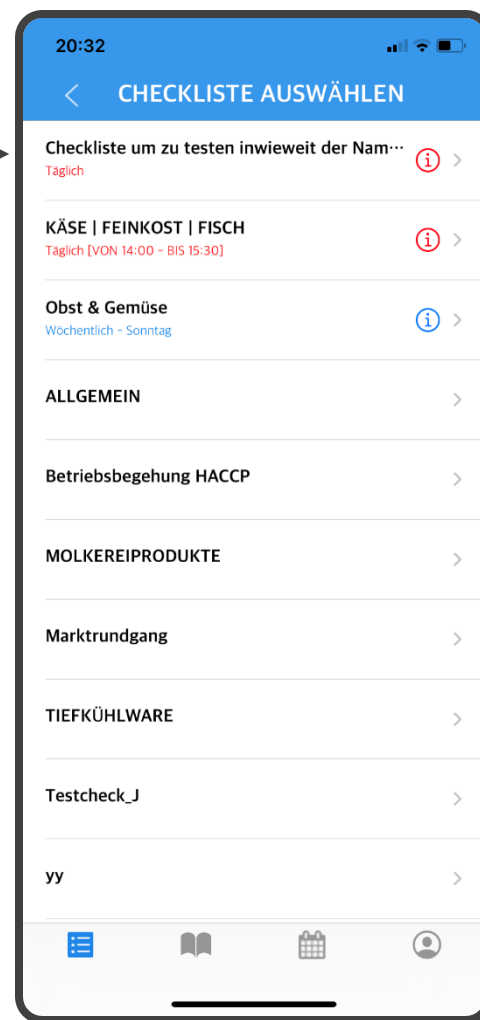 20:32
CHECKLISTE AUSWÄHLEN
Checkliste um zu testen inwieweit der Nam...
Täglich
KÄSE | FEINKOST | FISCH
Täglich [VON 14:00 - BIS 15:30]
Obst & Gemüse
Wöchentlich - Sonntag
ALLGEMEIN
Betriebsbegehung HACCP
MOLKEREIPRODUKTE
Marktrundgang
TIEFKÜHLWARE
Testcheck_J
yy